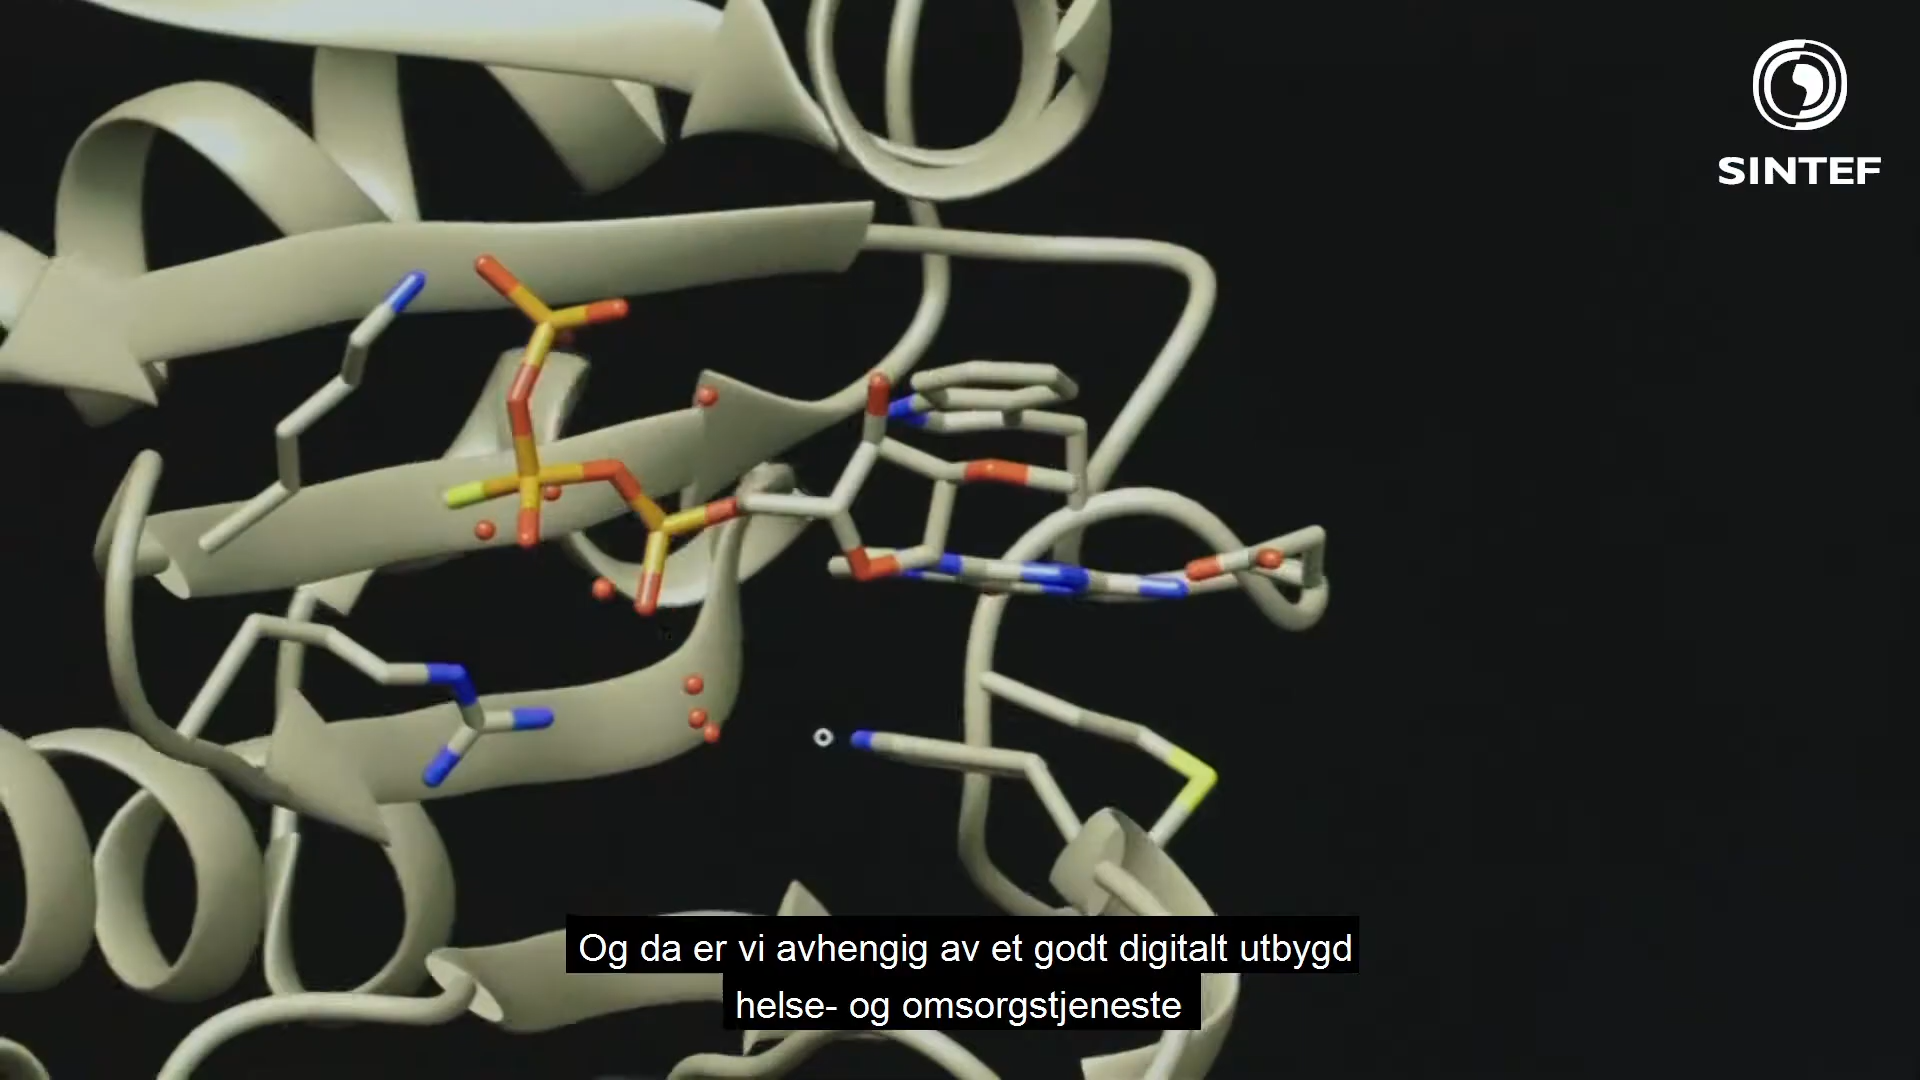 SINTEF
Og da er vi avhengig av et godt digitalt utbygd
helse- og omsorgstjeneste